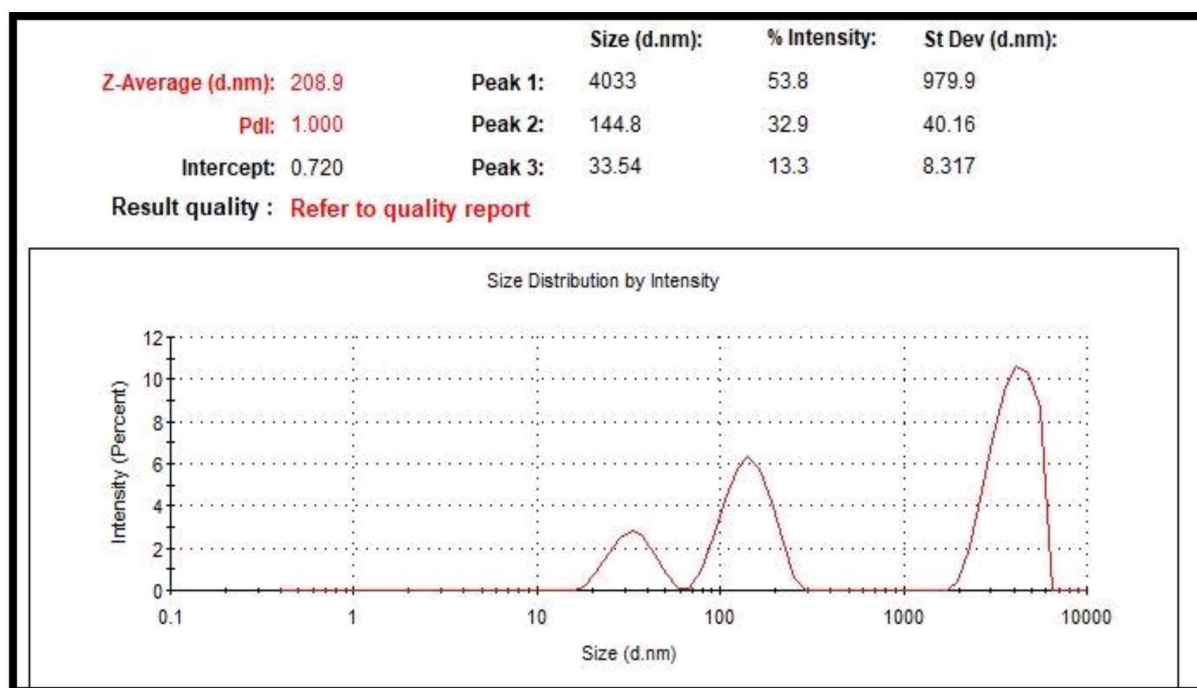 Size (d.nm): % Intensity: St Dev (d.nm):
Z-Average (d.nm): 208.9 Peak 1: 4033 53.8 979.9
PdI: 1.000 Peak 2: 144.8 32.9 40.16
Intercept: 0.720 Peak 3: 33.54 13.3 8.317
Result quality : Refer to quality report
Size Distribution by Intensity
Intensity (Percent)
12
10
8
6
4
2
0
0.1 1 10 100 1000 10000
Size (d.nm)